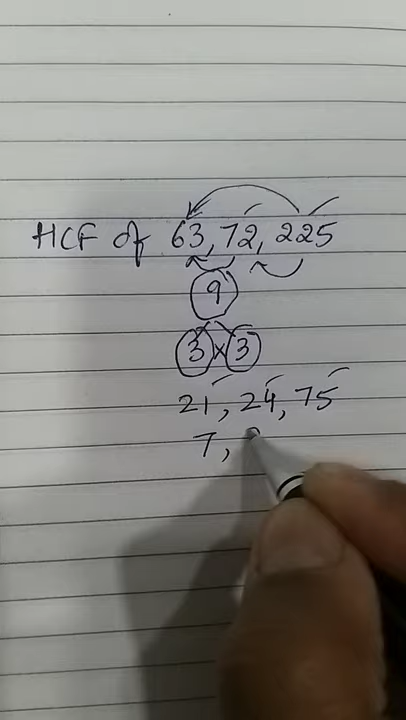 HCF of 63, 72, 225
9
3 × 3
21, 24, 75
7,